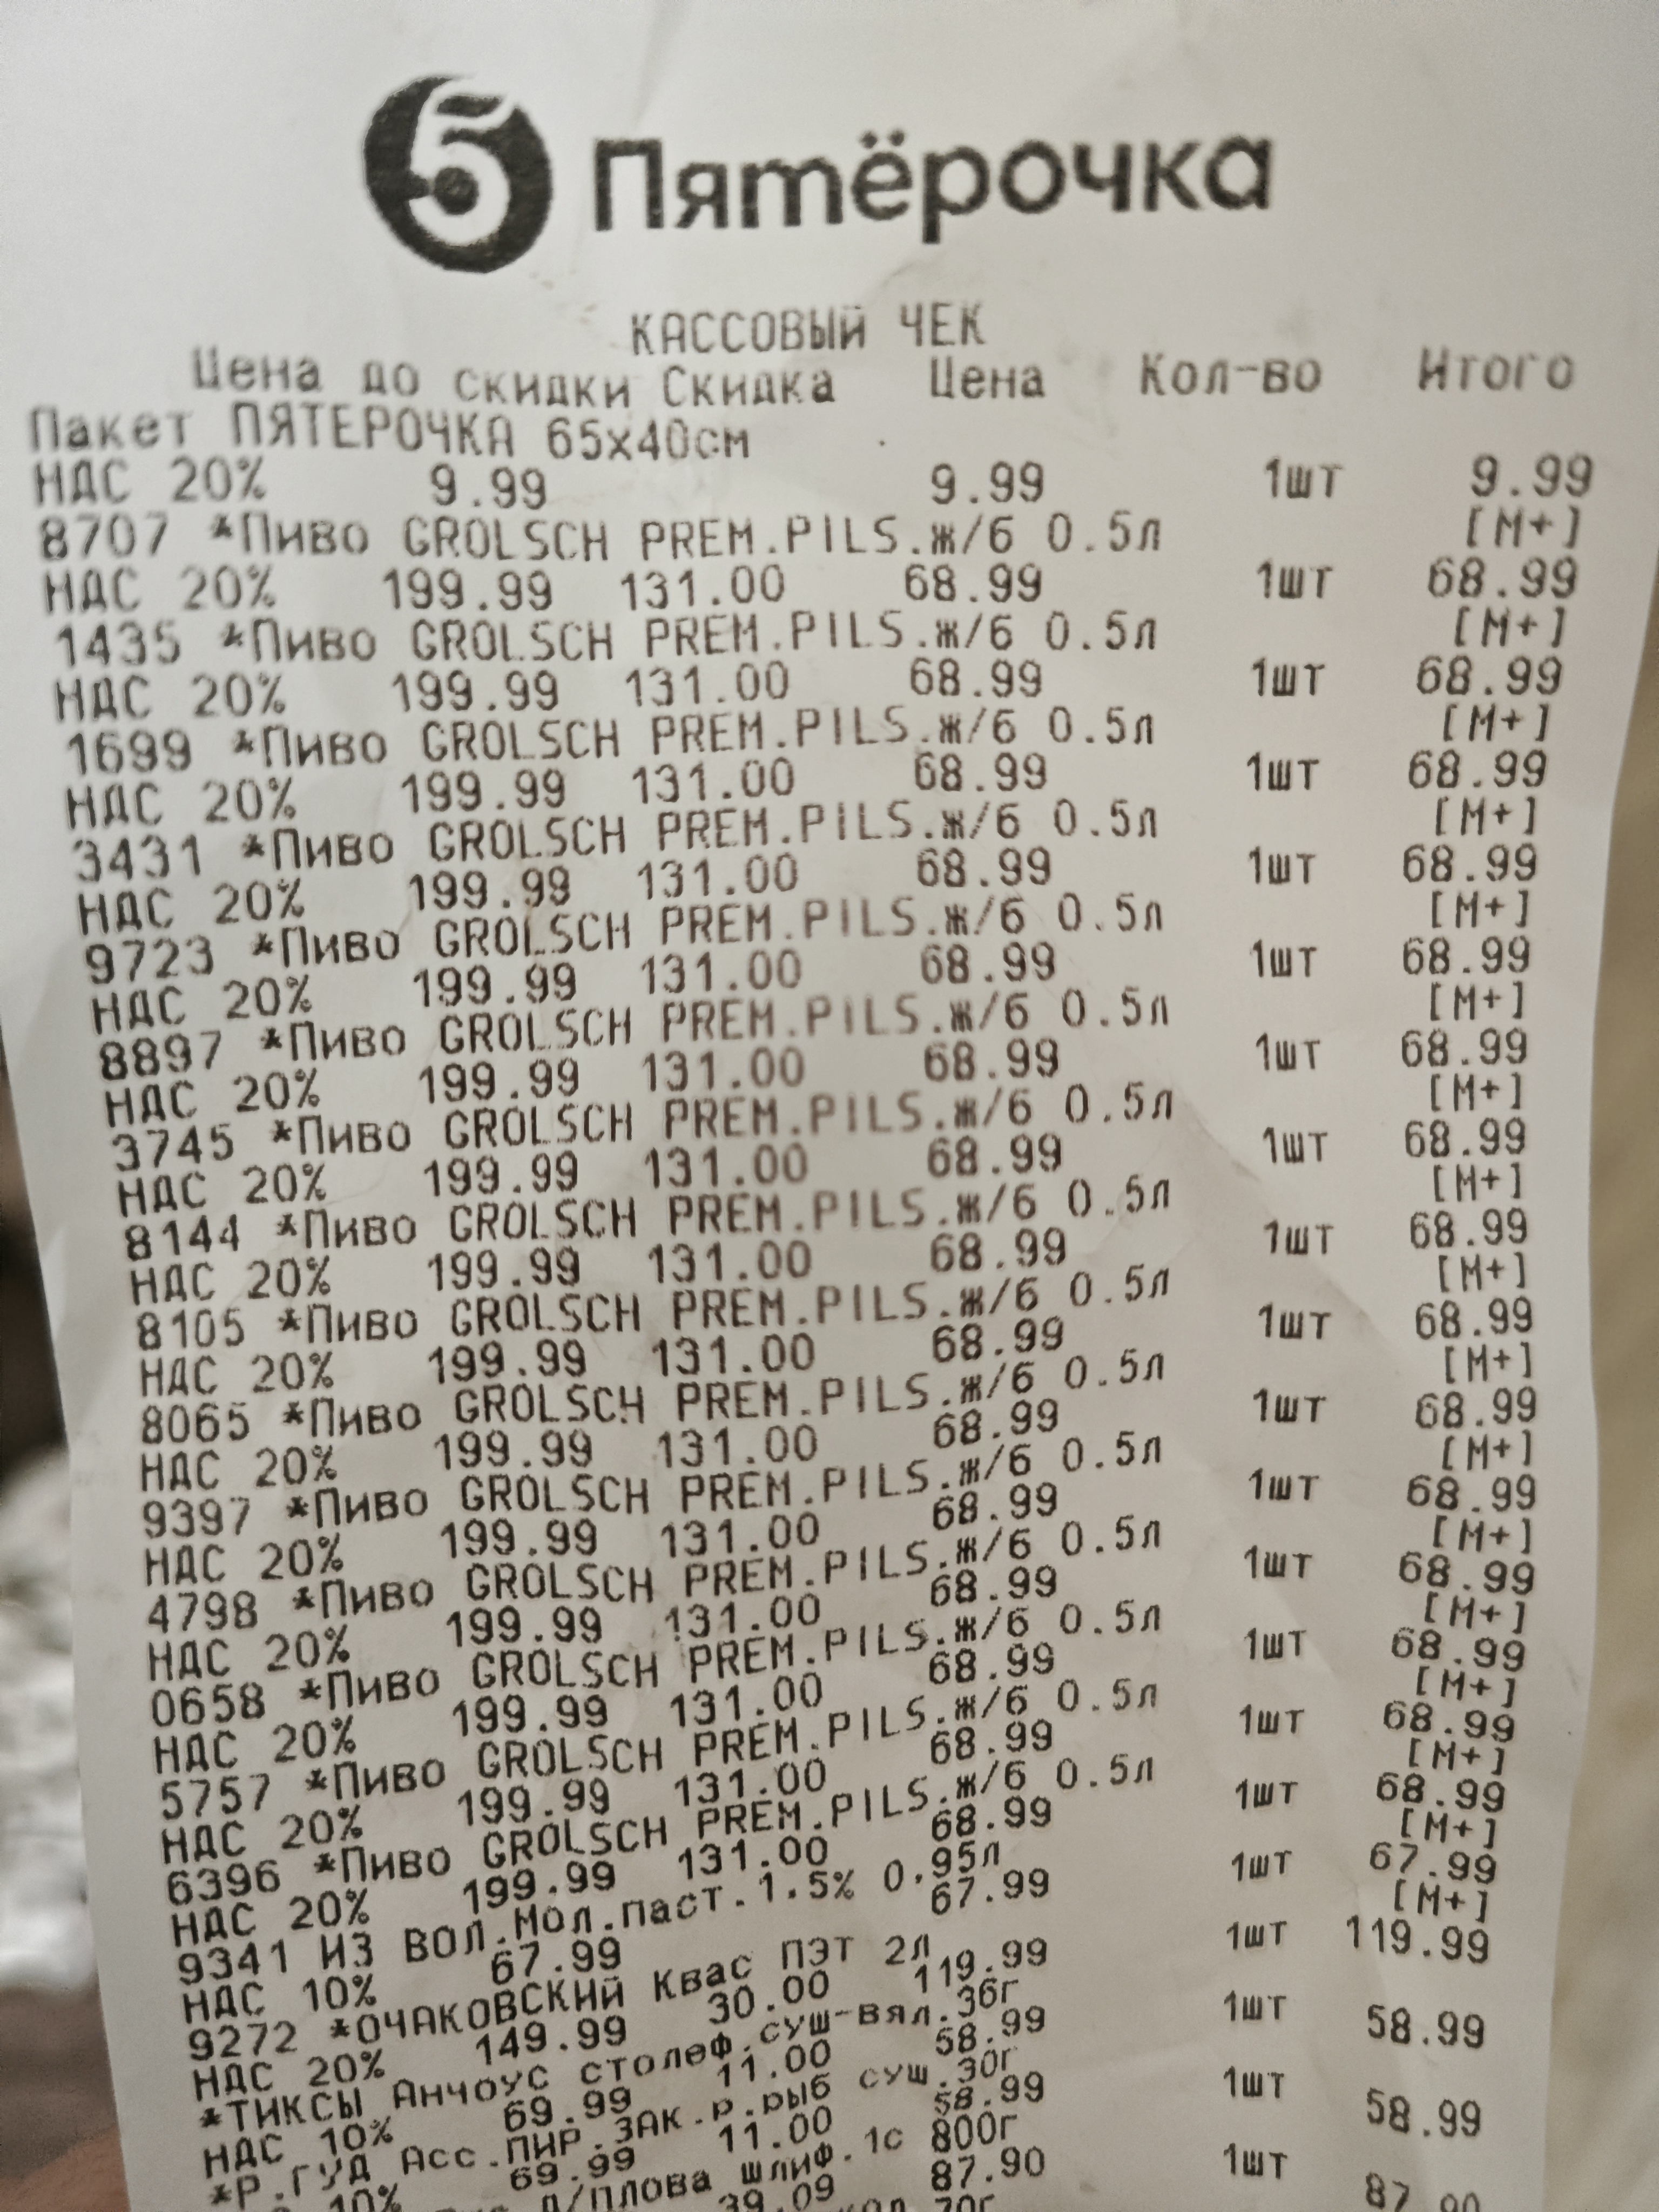 5 Пятёрочка
КАССОВЫЙ ЧЕК
Цена до скидки Скидка Цена Кол-во Итого
Пакет ПЯТЕРОЧКА 65х40см
НДС 20% 9.99 9.99 1шт 9.99
8707 *Пиво GROLSCH PREM.PILS.ж/б 0.5л [М+]
НДС 20% 199.99 131.00 68.99 1шт 68.99
1435 *Пиво GROLSCH PREM.PILS.ж/б 0.5л [М+]
НДС 20% 199.99 131.00 68.99 1шт 68.99
1699 *Пиво GROLSCH PREM.PILS.ж/б 0.5л [М+]
НДС 20% 199.99 131.00 68.99 1шт 68.99
3431 *Пиво GROLSCH PREM.PILS.ж/б 0.5л [М+]
НДС 20% 199.99 131.00 68.99 1шт 68.99
9723 *Пиво GROLSCH PREM.PILS.ж/б 0.5л [М+]
НДС 20% 199.99 131.00 68.99 1шт 68.99
8897 *Пиво GROLSCH PREM.PILS.ж/б 0.5л [М+]
НДС 20% 199.99 131.00 68.99 1шт 68.99
3745 *Пиво GROLSCH PREM.PILS.ж/б 0.5л [М+]
НДС 20% 199.99 131.00 68.99 1шт 68.99
8144 *Пиво GROLSCH PREM.PILS.ж/б 0.5л [М+]
НДС 20% 199.99 131.00 68.99 1шт 68.99
8105 *Пиво GROLSCH PREM.PILS.ж/б 0.5л [М+]
НДС 20% 199.99 131.00 68.99 1шт 68.99
8065 *Пиво GROLSCH PREM.PILS.ж/б 0.5л [М+]
НДС 20% 199.99 131.00 68.99 1шт 68.99
9397 *Пиво GROLSCH PREM.PILS.ж/б 0.5л [М+]
НДС 20% 199.99 131.00 68.99 1шт 68.99
4798 *Пиво GROLSCH PREM.PILS.ж/б 0.5л [М+]
НДС 20% 199.99 131.00 68.99 1шт 68.99
0658 *Пиво GROLSCH PREM.PILS.ж/б 0.5л [М+]
НДС 20% 199.99 131.00 68.99 1шт 68.99
5757 *Пиво GROLSCH PREM.PILS.ж/б 0.5л [М+]
НДС 20% 199.99 131.00 68.99 1шт 68.99
6396 *Пиво GROLSCH PREM.PILS.ж/б 0.5л [М+]
НДС 20% 199.99 131.00 68.99 1шт 68.99
9341 ИЗ ВОЛ.Мол.паст.1.5% 0,95л [М+]
НДС 10% 67.99 67.99 1шт 67.99
9272 *ОЧАКОВСКИЙ Квас ПЭТ 2л [М+]
НДС 20% 149.99 30.00 119.99 1шт 119.99
*ТИКСЫ Анчоус столеф.суш-вял.36г
НДС 10% 69.99 11.00 58.99 1шт 58.99
*Р.ГУД Асс.ПИР.ЗАК.р.рыб суш.30г
10% 69.99 11.00 58.99 1шт 58.99
д/плова шлиф.1с 800г
39.09 87.90 1шт 87.90
70г